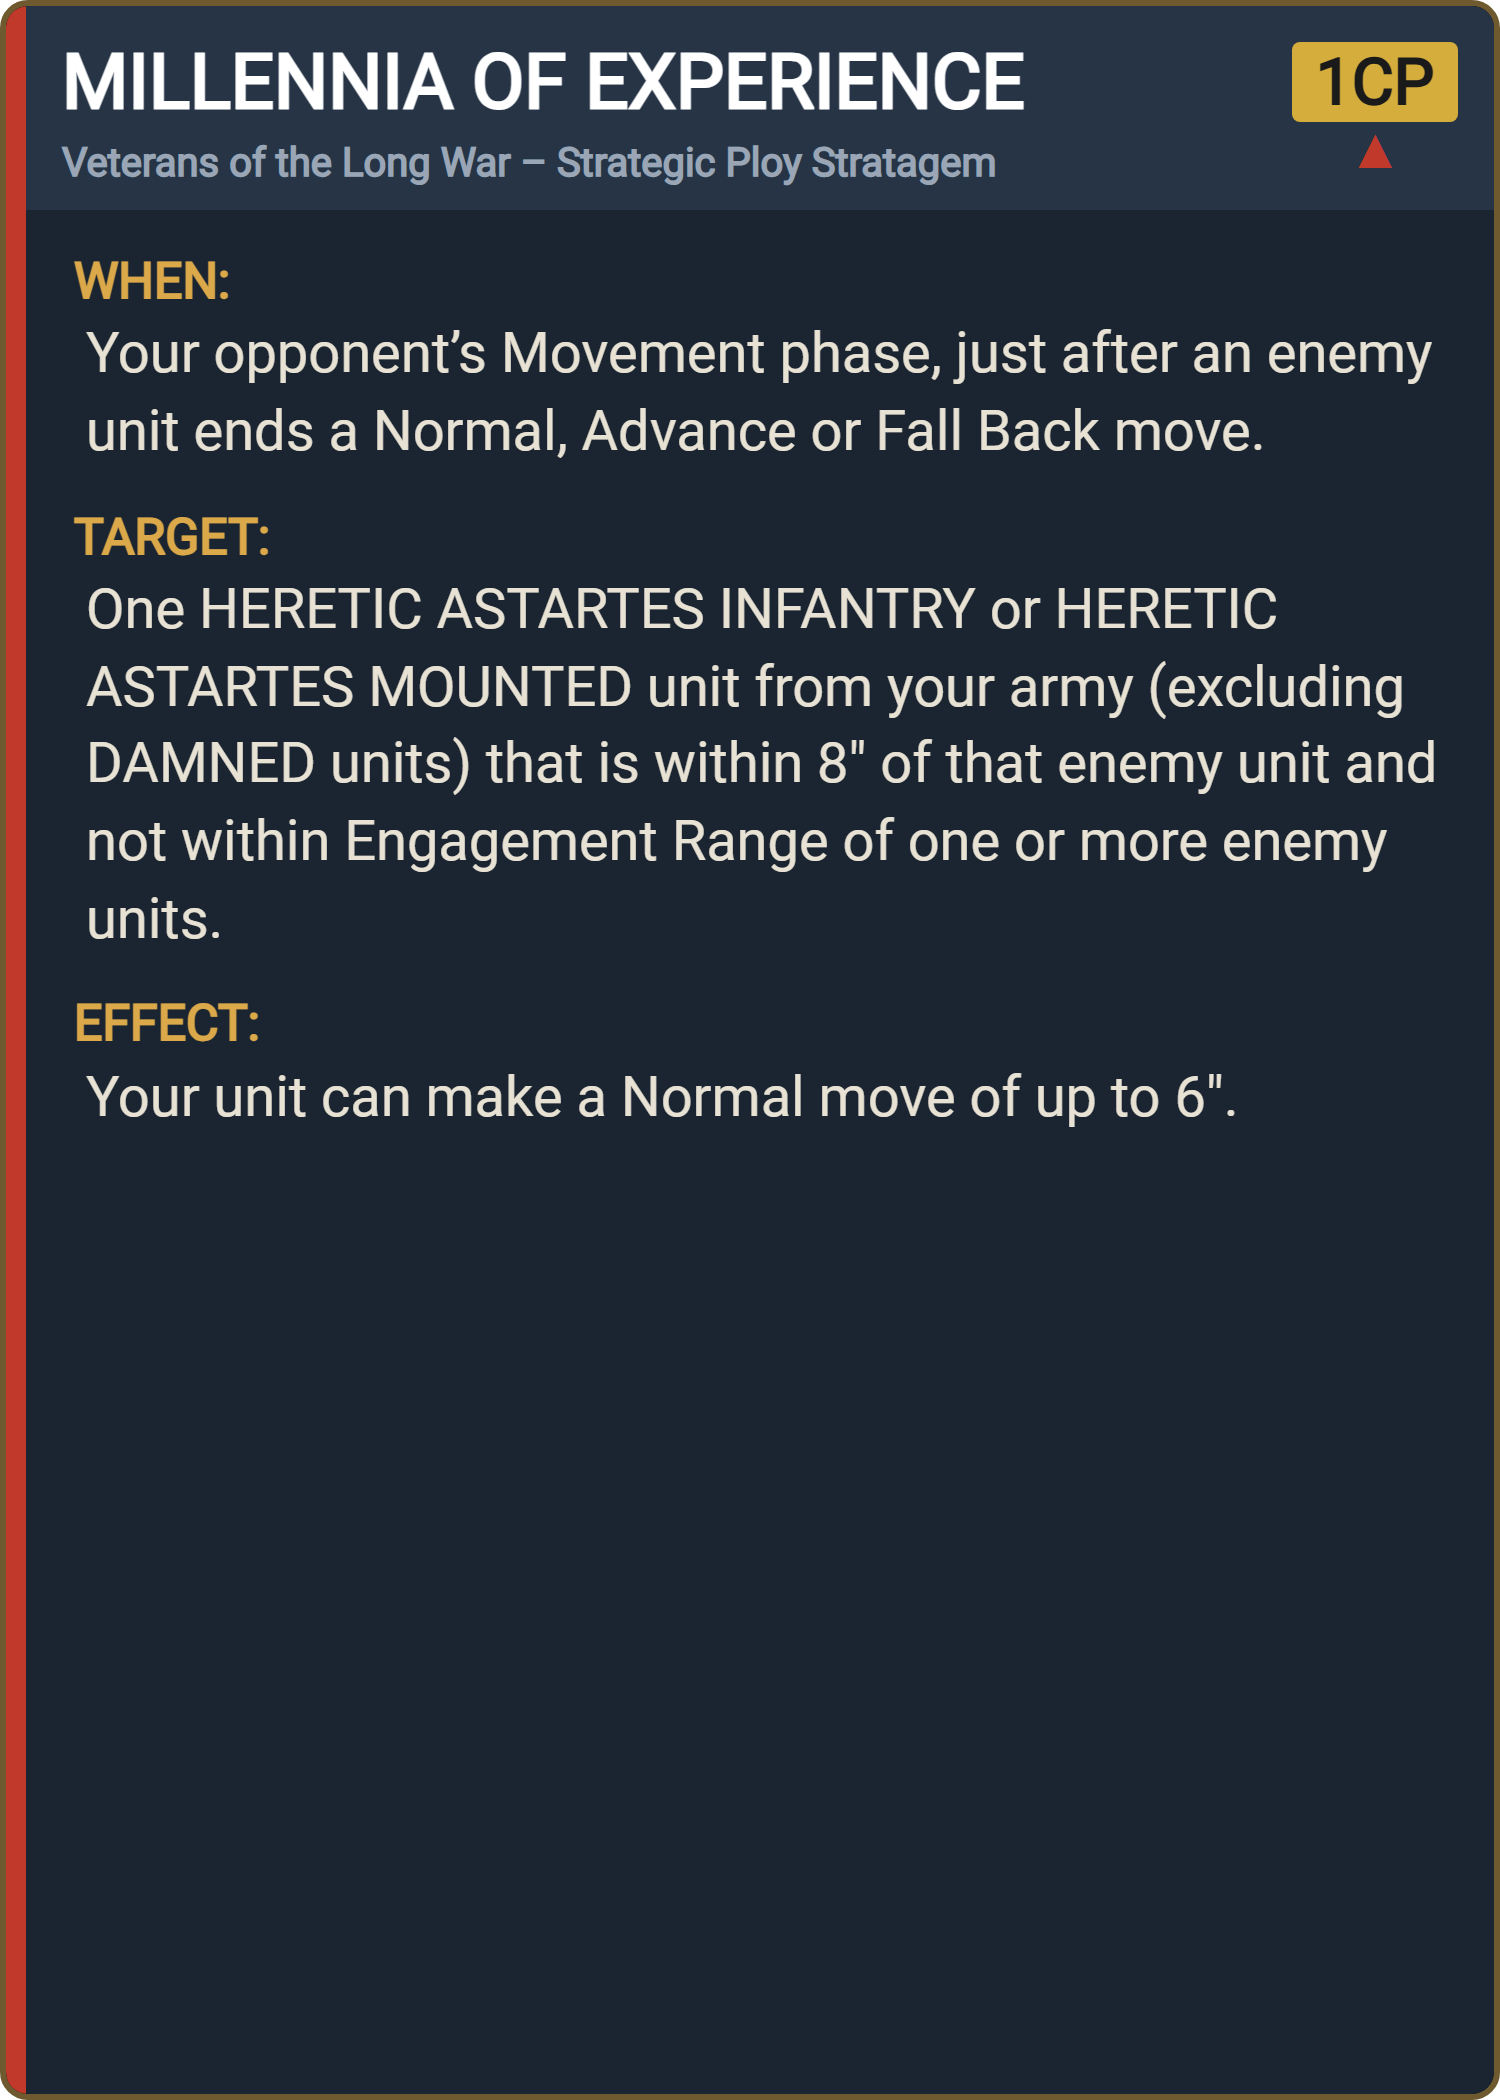 MILLENNIA OF EXPERIENCE
1CP
Veterans of the Long War – Strategic Ploy Stratagem
WHEN:
Your opponent’s Movement phase, just after an enemy
unit ends a Normal, Advance or Fall Back move.
TARGET:
One HERETIC ASTARTES INFANTRY or HERETIC
ASTARTES MOUNTED unit from your army (excluding
DAMNED units) that is within 8" of that enemy unit and
not within Engagement Range of one or more enemy
units.
EFFECT:
Your unit can make a Normal move of up to 6".